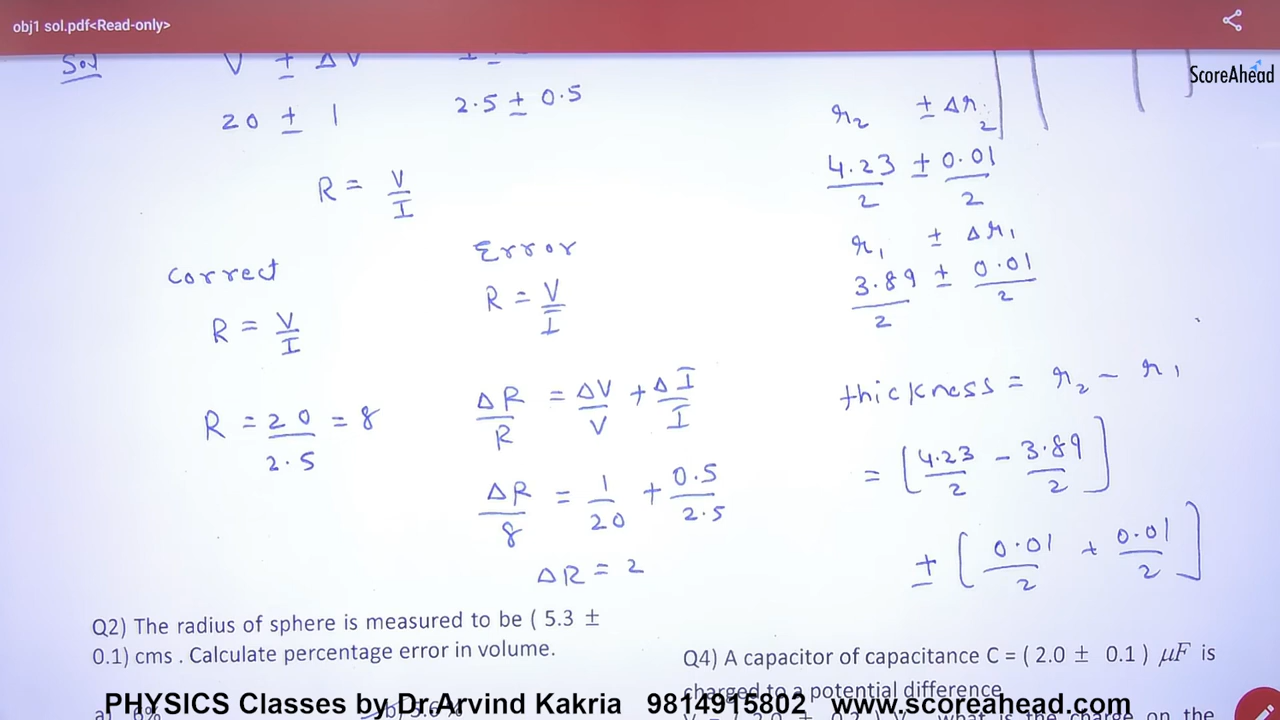 obj1 sol.pdf<Read-only>
ScoreAhead
Sol
V ± ΔV
20 ± 1
2.5 ± 0.5
R = V/I
Correct
R = V/I
R = 20/2.5 = 8
Error
R = V/I
ΔR/R = ΔV/V + ΔI/I
ΔR/8 = 1/20 + 0.5/2.5
ΔR = 2
Q2) The radius of sphere is measured to be ( 5.3 ±
0.1) cms . Calculate percentage error in volume.
r₂ ± Δr₂
4.23/2 ± 0.01/2
r₁ ± Δr₁
3.89/2 ± 0.01/2
thickness = r₂ − r₁
= [4.23/2 − 3.89/2]
± [0.01/2 + 0.01/2]
Q4) A capacitor of capacitance C = ( 2.0 ± 0.1 ) μF is
charged to a potential difference
PHYSICS Classes by Dr Arvind Kakria 9814915802 www.scoreahead.com